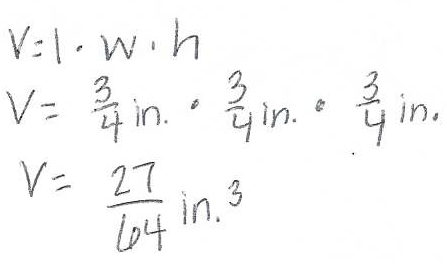 V=l·w·h
V= 3/4 in. · 3/4 in. · 3/4 in.
V= 27/64 in.³